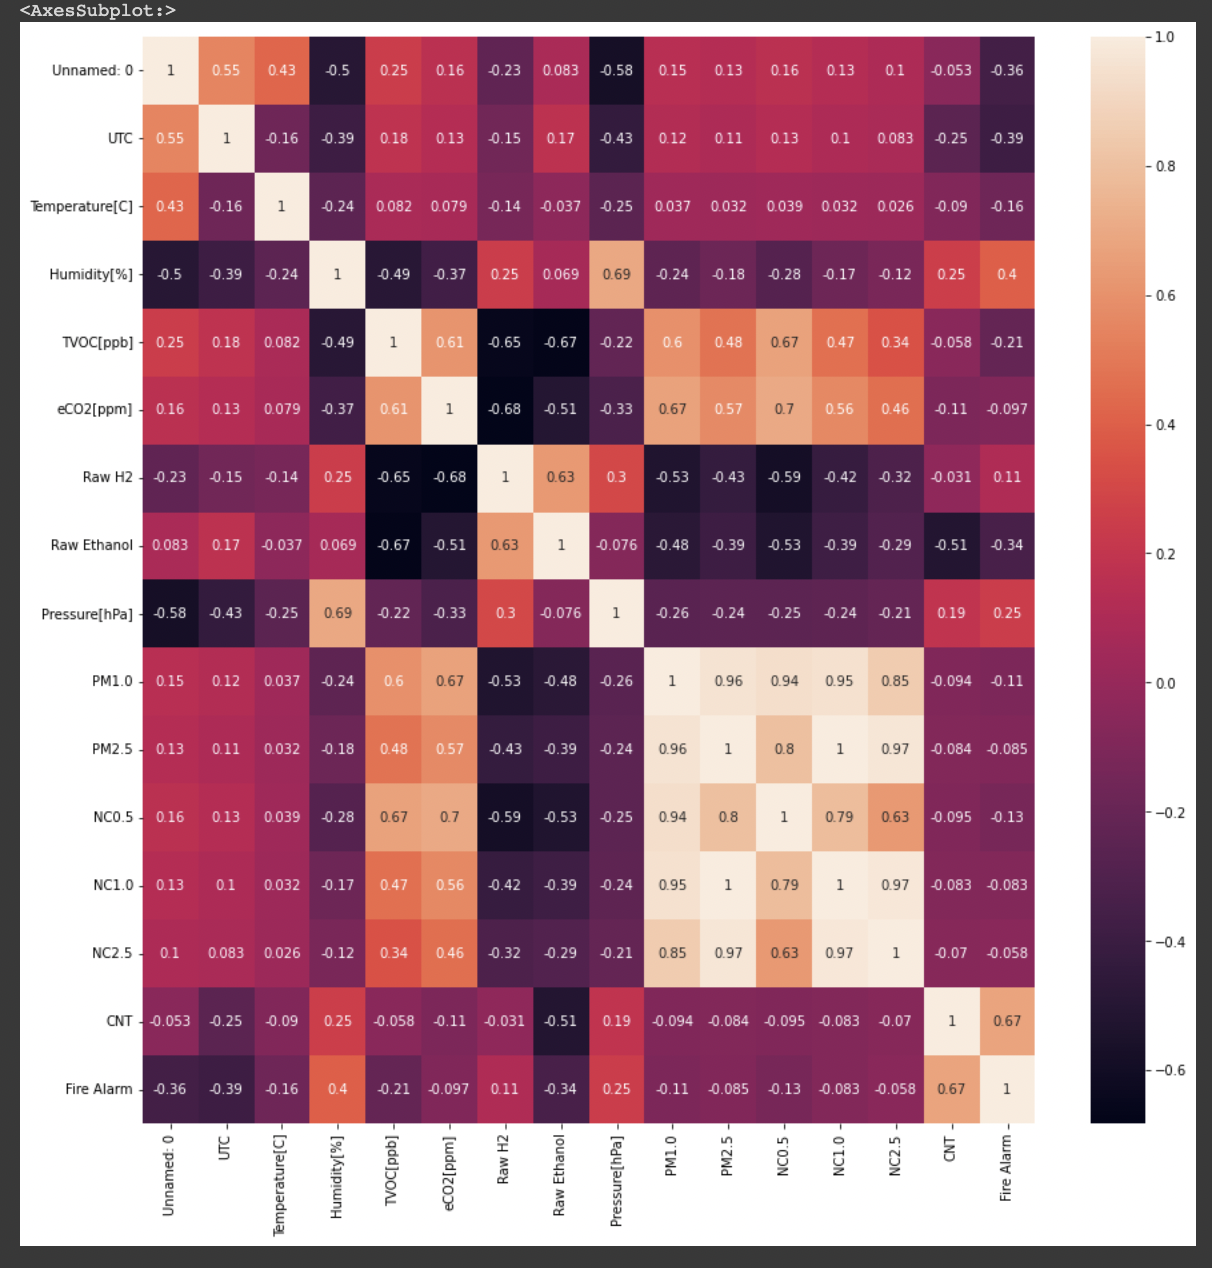 <AxesSubplot:>
Unnamed: 0 1 0.55 0.43 -0.5 0.25 0.16 -0.23 0.083 -0.58 0.15 0.13 0.16 0.13 0.1 -0.053 -0.36
UTC 0.55 1 -0.16 -0.39 0.18 0.13 -0.15 0.17 -0.43 0.12 0.11 0.13 0.1 0.083 -0.25 -0.39
Temperature[C] 0.43 -0.16 1 -0.24 0.082 0.079 -0.14 -0.037 -0.25 0.037 0.032 0.039 0.032 0.026 -0.09 -0.16
Humidity[%] -0.5 -0.39 -0.24 1 -0.49 -0.37 0.25 0.069 0.69 -0.24 -0.18 -0.28 -0.17 -0.12 0.25 0.4
TVOC[ppb] 0.25 0.18 0.082 -0.49 1 0.61 -0.65 -0.67 -0.22 0.6 0.48 0.67 0.47 0.34 -0.058 -0.21
eCO2[ppm] 0.16 0.13 0.079 -0.37 0.61 1 -0.68 -0.51 -0.33 0.67 0.57 0.7 0.56 0.46 -0.11 -0.097
Raw H2 -0.23 -0.15 -0.14 0.25 -0.65 -0.68 1 0.63 0.3 -0.53 -0.43 -0.59 -0.42 -0.32 -0.031 0.11
Raw Ethanol 0.083 0.17 -0.037 0.069 -0.67 -0.51 0.63 1 -0.076 -0.48 -0.39 -0.53 -0.39 -0.29 -0.51 -0.34
Pressure[hPa] -0.58 -0.43 -0.25 0.69 -0.22 -0.33 0.3 -0.076 1 -0.26 -0.24 -0.25 -0.24 -0.21 0.19 0.25
PM1.0 0.15 0.12 0.037 -0.24 0.6 0.67 -0.53 -0.48 -0.26 1 0.96 0.94 0.95 0.85 -0.094 -0.11
PM2.5 0.13 0.11 0.032 -0.18 0.48 0.57 -0.43 -0.39 -0.24 0.96 1 0.8 1 0.97 -0.084 -0.085
NC0.5 0.16 0.13 0.039 -0.28 0.67 0.7 -0.59 -0.53 -0.25 0.94 0.8 1 0.79 0.63 -0.095 -0.13
NC1.0 0.13 0.1 0.032 -0.17 0.47 0.56 -0.42 -0.39 -0.24 0.95 1 0.79 1 0.97 -0.083 -0.083
NC2.5 0.1 0.083 0.026 -0.12 0.34 0.46 -0.32 -0.29 -0.21 0.85 0.97 0.63 0.97 1 -0.07 -0.058
CNT -0.053 -0.25 -0.09 0.25 -0.058 -0.11 -0.031 -0.51 0.19 -0.094 -0.084 -0.095 -0.083 -0.07 1 0.67
Fire Alarm -0.36 -0.39 -0.16 0.4 -0.21 -0.097 0.11 -0.34 0.25 -0.11 -0.085 -0.13 -0.083 -0.058 0.67 1
Unnamed: 0
UTC
Temperature[C]
Humidity[%]
TVOC[ppb]
eCO2[ppm]
Raw H2
Raw Ethanol
Pressure[hPa]
PM1.0
PM2.5
NC0.5
NC1.0
NC2.5
CNT
Fire Alarm
1.0
0.8
0.6
0.4
0.2
0.0
−0.2
−0.4
−0.6